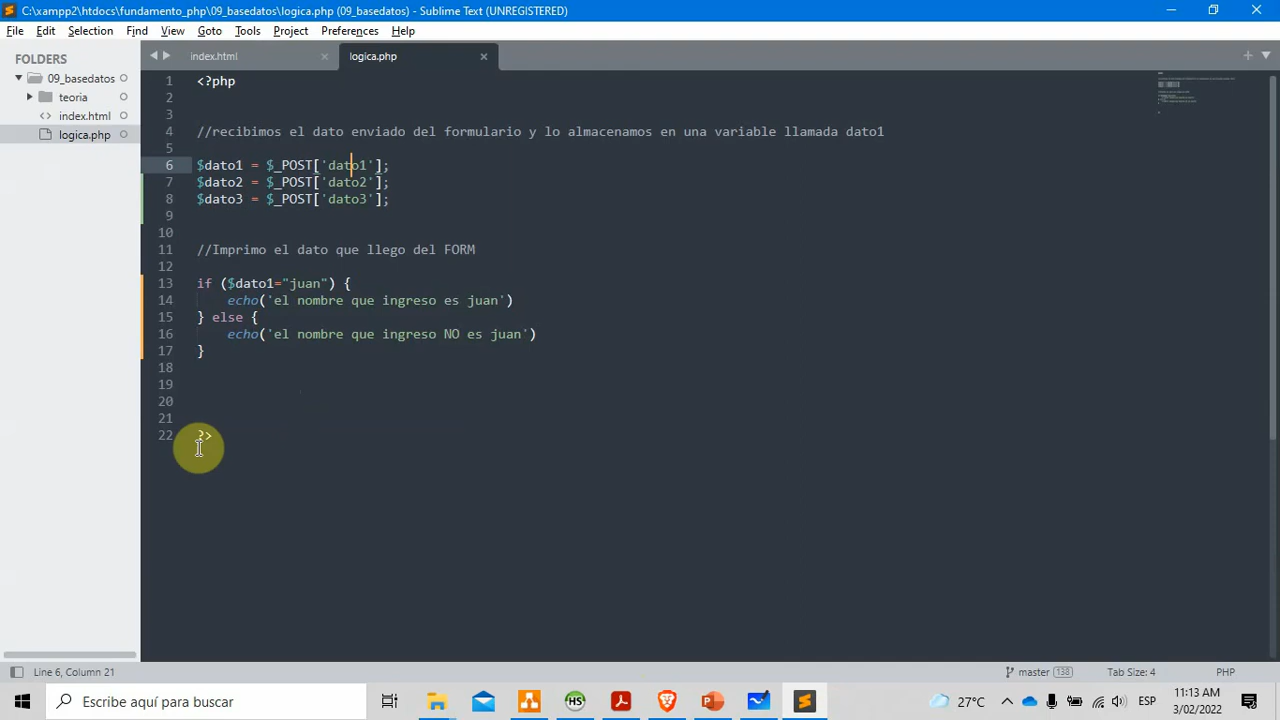 C:\xampp2\htdocs\fundamento_php\09_basedatos\logica.php (09_basedatos) - Sublime Text (UNREGISTERED)
File Edit Selection Find View Goto Tools Project Preferences Help
FOLDERS
09_basedatos
teoria
index.html
logica.php
index.html
logica.php
1 <?php
2
3
4 //recibimos el dato enviado del formulario y lo almacenamos en una variable llamada dato1
5
6 $dato1 = $_POST['dato1'];
7 $dato2 = $_POST['dato2'];
8 $dato3 = $_POST['dato3'];
9
10
11 //Imprimo el dato que llego del FORM
12
13 if ($dato1="juan") {
14 echo('el nombre que ingreso es juan')
15 } else {
16 echo('el nombre que ingreso NO es juan')
17 }
18
19
20
21
22 ?>
Line 6, Column 21
master 138
Tab Size: 4
PHP
Escribe aquí para buscar
HS
27°C
ESP
11:13 AM
3/02/2022